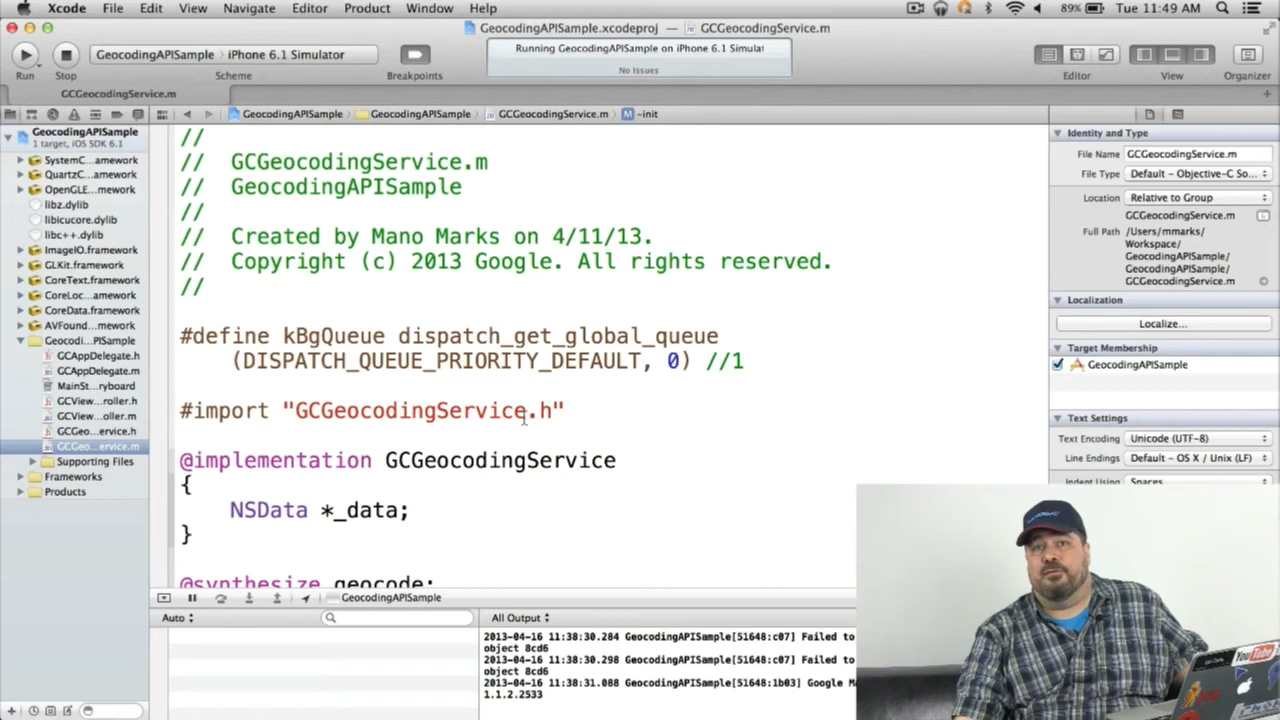 Xcode File Edit View Navigate Editor Product Window Help 89% Tue 11:49 AM
GeocodingAPISample.xcodeproj — GCGeocodingService.m
GeocodingAPISample iPhone 6.1 Simulator
Running GeocodingAPISample on iPhone 6.1 Simulat
No Issues
Run Stop Scheme Breakpoints Editor View Organizer
GCGeocodingService.m
GeocodingAPISample GeocodingAPISample GCGeocodingService.m M -init
GeocodingAPISample
1 target, iOS SDK 6.1
SystemC...amework
QuartzC...amework
OpenGLE...mework
libz.dylib
libicucore.dylib
libc++.dylib
ImageIO.framework
GLKit.framework
CoreText.framework
CoreLoc...amework
CoreData.framework
AVFound...mework
Geocodi...PISample
GCAppDelegate.h
GCAppDelegate.m
MainSt...ryboard
GCView...roller.h
GCView...oller.m
GCGeo...ervice.h
GCGeo...ervice.m
Supporting Files
Frameworks
Products
//
// GCGeocodingService.m
// GeocodingAPISample
//
// Created by Mano Marks on 4/11/13.
// Copyright (c) 2013 Google. All rights reserved.
//
#define kBgQueue dispatch_get_global_queue
(DISPATCH_QUEUE_PRIORITY_DEFAULT, 0) //1
#import "GCGeocodingService.h"
@implementation GCGeocodingService
{
NSData *_data;
}
@synthesize geocode;
Identity and Type
File Name GCGeocodingService.m
File Type Default - Objective-C So...
Location Relative to Group
GCGeocodingService.m
Full Path /Users/mmarks/
Workspace/
GeocodingAPISample/
GeocodingAPISample/
GCGeocodingService.m
Localization
Localize...
Target Membership
GeocodingAPISample
Text Settings
Text Encoding Unicode (UTF-8)
Line Endings Default - OS X / Unix (LF)
Indent Using Spaces
GeocodingAPISample
Auto
All Output
2013-04-16 11:38:30.284 GeocodingAPISample[51648:c07] Failed to
object 8cd6
2013-04-16 11:38:30.298 GeocodingAPISample[51648:c07] Failed to
object 8cd6
2013-04-16 11:38:31.088 GeocodingAPISample[51648:1b03] Google Ma
1.1.2.2533
YouTube